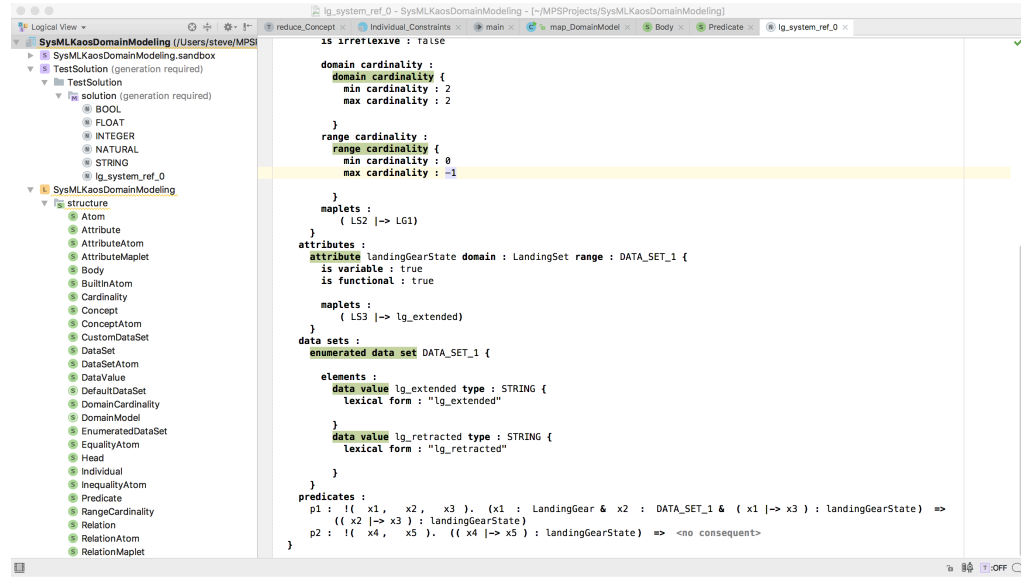 lg_system_ref_0 - SysMLKaosDomainModeling - [~/MPSProjects/SysMLKaosDomainModeling]
Logical View
reduce_Concept × Individual_Constraints × main × map_DomainModel × Body × Predicate × lg_system_ref_0 ×
SysMLKaosDomainModeling (/Users/steve/MPSI
SysMLKaosDomainModeling.sandbox
TestSolution (generation required)
TestSolution
solution (generation required)
BOOL
FLOAT
INTEGER
NATURAL
STRING
lg_system_ref_0
SysMLKaosDomainModeling
structure
Atom
Attribute
AttributeAtom
AttributeMaplet
Body
BuiltInAtom
Cardinality
Concept
ConceptAtom
CustomDataSet
DataSet
DataSetAtom
DataValue
DefaultDataSet
DomainCardinality
DomainModel
EnumeratedDataSet
EqualityAtom
Head
Individual
InequalityAtom
Predicate
RangeCardinality
Relation
RelationAtom
RelationMaplet
is irreflexive : false
domain cardinality :
domain cardinality {
min cardinality : 2
max cardinality : 2
}
range cardinality :
range cardinality {
min cardinality : 0
max cardinality : -1
}
maplets :
( LS2 |-> LG1)
}
attributes :
attribute landingGearState domain : LandingSet range : DATA_SET_1 {
is variable : true
is functional : true
maplets :
( LS3 |-> lg_extended)
}
data sets :
enumerated data set DATA_SET_1 {
elements :
data value lg_extended type : STRING {
lexical form : "lg_extended"
}
data value lg_retracted type : STRING {
lexical form : "lg_retracted"
}
}
predicates :
p1 : !( x1 , x2 , x3 ). (x1 : LandingGear & x2 : DATA_SET_1 & ( x1 |-> x3 ) : landingGearState) =>
(( x2 |-> x3 ) : landingGearState)
p2 : !( x4 , x5 ). (( x4 |-> x5 ) : landingGearState) => <no consequent>
}
T :OFF